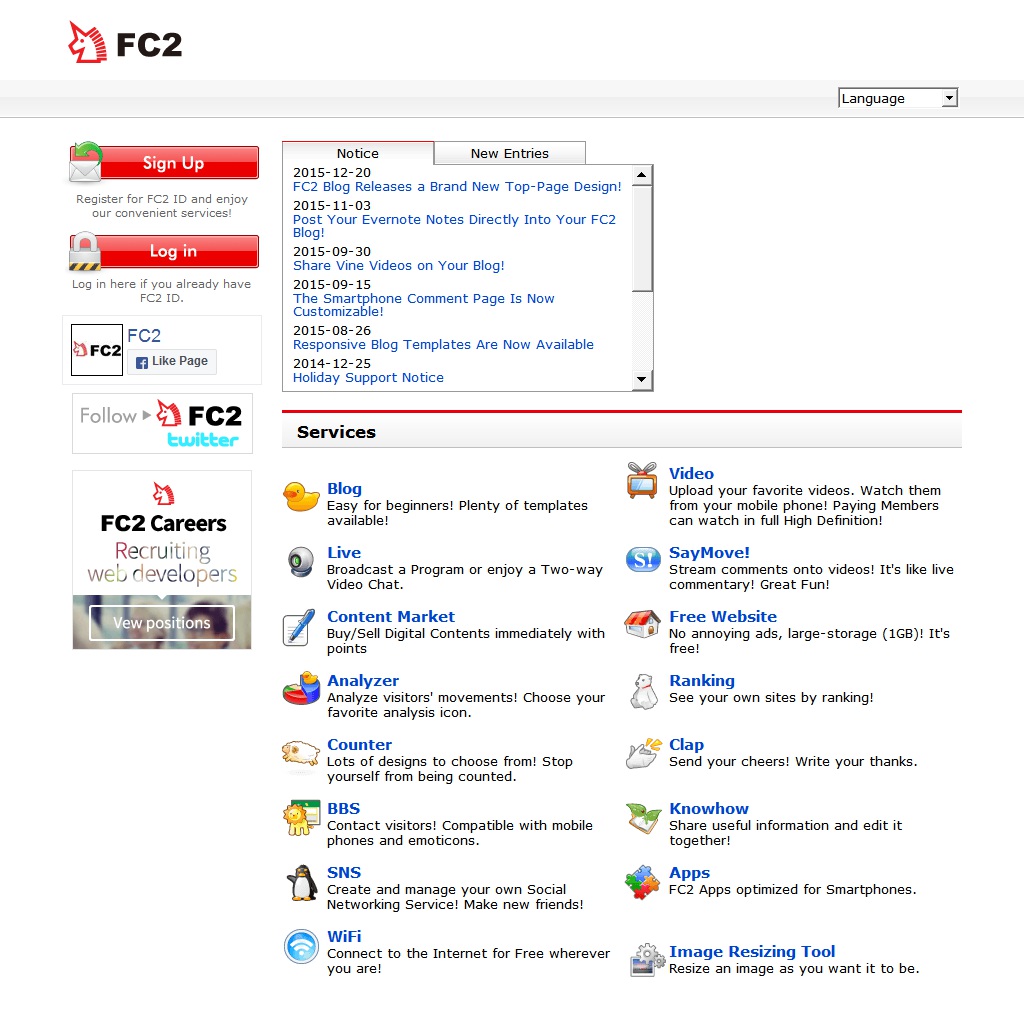 FC2
Language
Sign Up
Register for FC2 ID and enjoy
our convenient services!
Log in
Log in here if you already have
FC2 ID.
FC2
FC2
Like Page
Follow FC2
twitter
FC2 Careers
Recruiting
web developers
Vew positions
Notice
New Entries
2015-12-20
FC2 Blog Releases a Brand New Top-Page Design!
2015-11-03
Post Your Evernote Notes Directly Into Your FC2
Blog!
2015-09-30
Share Vine Videos on Your Blog!
2015-09-15
The Smartphone Comment Page Is Now
Customizable!
2015-08-26
Responsive Blog Templates Are Now Available
2014-12-25
Holiday Support Notice
Services
Blog
Easy for beginners! Plenty of templates
available!
Video
Upload your favorite videos. Watch them
from your mobile phone! Paying Members
can watch in full High Definition!
Live
Broadcast a Program or enjoy a Two-way
Video Chat.
S!
SayMove!
Stream comments onto videos! It's like live
commentary! Great Fun!
Content Market
Buy/Sell Digital Contents immediately with
points
Free Website
No annoying ads, large-storage (1GB)! It's
free!
Analyzer
Analyze visitors' movements! Choose your
favorite analysis icon.
Ranking
See your own sites by ranking!
Counter
Lots of designs to choose from! Stop
yourself from being counted.
Clap
Send your cheers! Write your thanks.
BBS
Contact visitors! Compatible with mobile
phones and emoticons.
Knowhow
Share useful information and edit it
together!
SNS
Create and manage your own Social
Networking Service! Make new friends!
Apps
FC2 Apps optimized for Smartphones.
WiFi
Connect to the Internet for Free wherever
you are!
Image Resizing Tool
Resize an image as you want it to be.